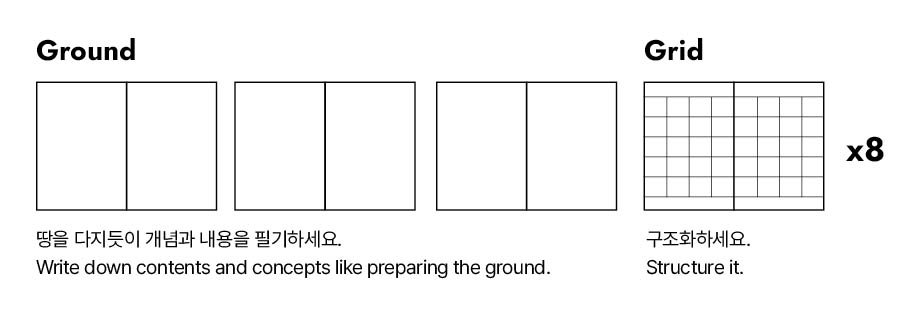 Ground
땅을 다지듯이 개념과 내용을 필기하세요.
Write down contents and concepts like preparing the ground.
Grid
x8
구조화하세요.
Structure it.